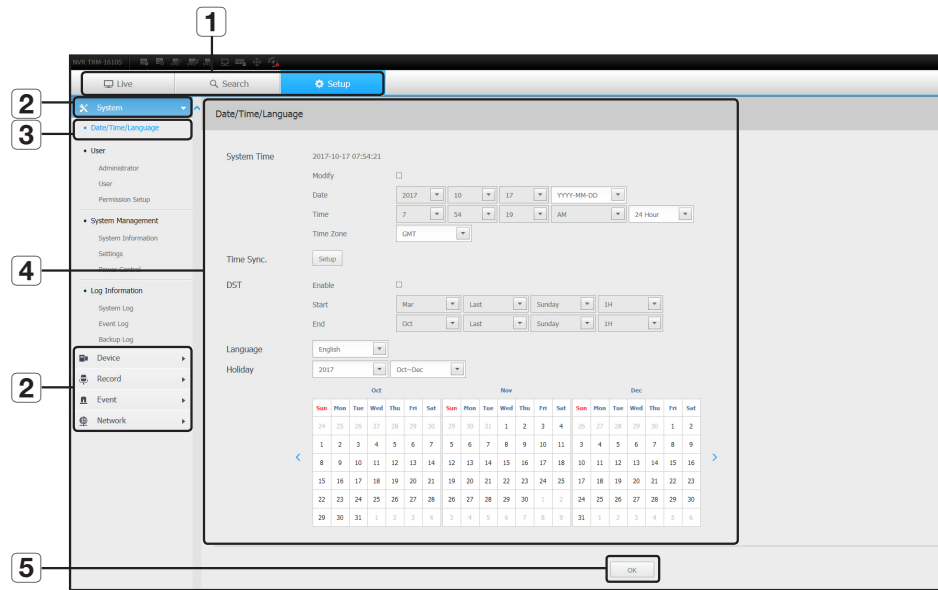 1
NVR TRM-1610S
Live Search Setup
2 System
3 Date/Time/Language
User
Administrator
User
Permission Setup
System Management
System Information
Settings
Power Control
Log Information
System Log
Event Log
Backup Log
2
Device
Record
Event
Network
4
Date/Time/Language
System Time 2017-10-17 07:54:21
Modify
Date 2017 10 17 YYYY-MM-DD
Time 7 54 19 AM 24 Hour
Time Zone GMT
Time Sync. Setup
DST Enable
Start Mar Last Sunday 1H
End Oct Last Sunday 1H
Language English
Holiday 2017 Oct~Dec
Oct Nov Dec
Sun Mon Tue Wed Thu Fri Sat Sun Mon Tue Wed Thu Fri Sat Sun Mon Tue Wed Thu Fri Sat
24 25 26 27 28 29 30 29 30 31 1 2 3 4 26 27 28 29 30 1 2
1 2 3 4 5 6 7 5 6 7 8 9 10 11 3 4 5 6 7 8 9
8 9 10 11 12 13 14 12 13 14 15 16 17 18 10 11 12 13 14 15 16
15 16 17 18 19 20 21 19 20 21 22 23 24 25 17 18 19 20 21 22 23
22 23 24 25 26 27 28 26 27 28 29 30 1 2 24 25 26 27 28 29 30
29 30 31 1 2 3 4 3 4 5 6 7 8 9 31 1 2 3 4 5 6
5 OK